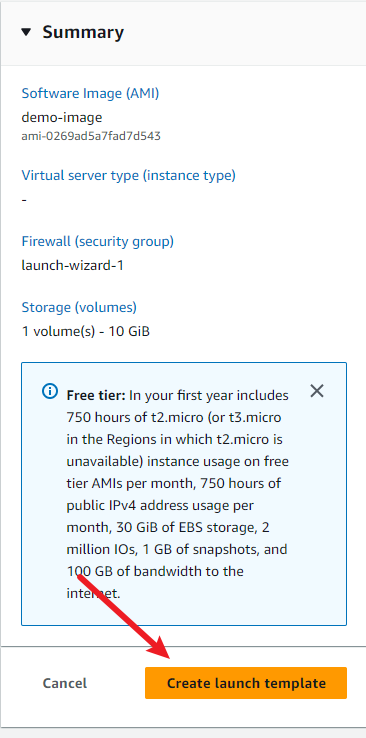 Summary
Software Image (AMI)
demo-image
ami-0269ad5a7fad7d543
Virtual server type (instance type)
-
Firewall (security group)
launch-wizard-1
Storage (volumes)
1 volume(s) - 10 GiB
Free tier: In your first year includes
750 hours of t2.micro (or t3.micro
in the Regions in which t2.micro is
unavailable) instance usage on free
tier AMIs per month, 750 hours of
public IPv4 address usage per
month, 30 GiB of EBS storage, 2
million IOs, 1 GB of snapshots, and
100 GB of bandwidth to the
internet.
Cancel
Create launch template